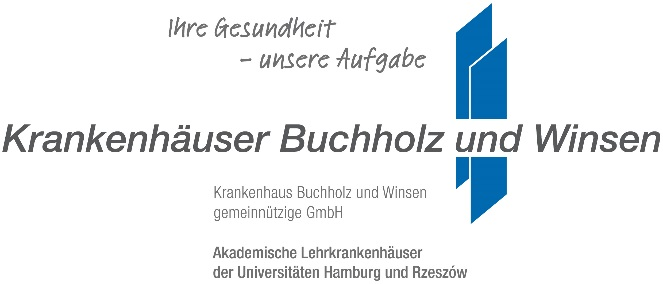 Ihre Gesundheit
– unsere Aufgabe
Krankenhäuser Buchholz und Winsen
Krankenhaus Buchholz und Winsen
gemeinnützige GmbH
Akademische Lehrkrankenhäuser
der Universitäten Hamburg und Rzeszów